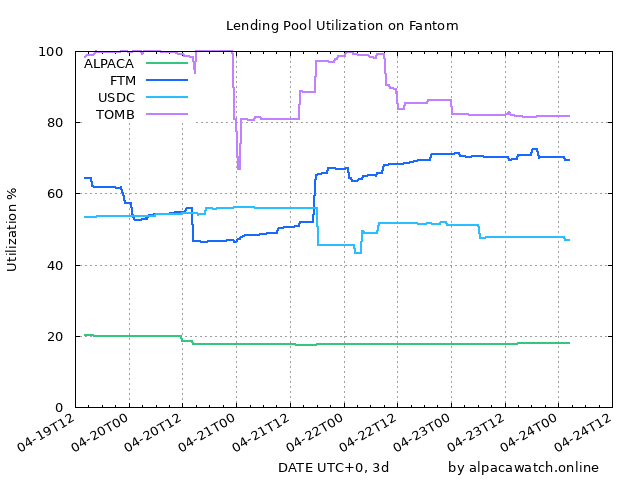 Lending Pool Utilization on Fantom
Utilization %
100
80
60
40
20
0
ALPACA
FTM
USDC
TOMB
04-19T12
04-20T00
04-20T12
04-21T00
04-21T12
04-22T00
04-22T12
04-23T00
04-23T12
04-24T00
04-24T12
DATE UTC+0, 3d
by alpacawatch.online